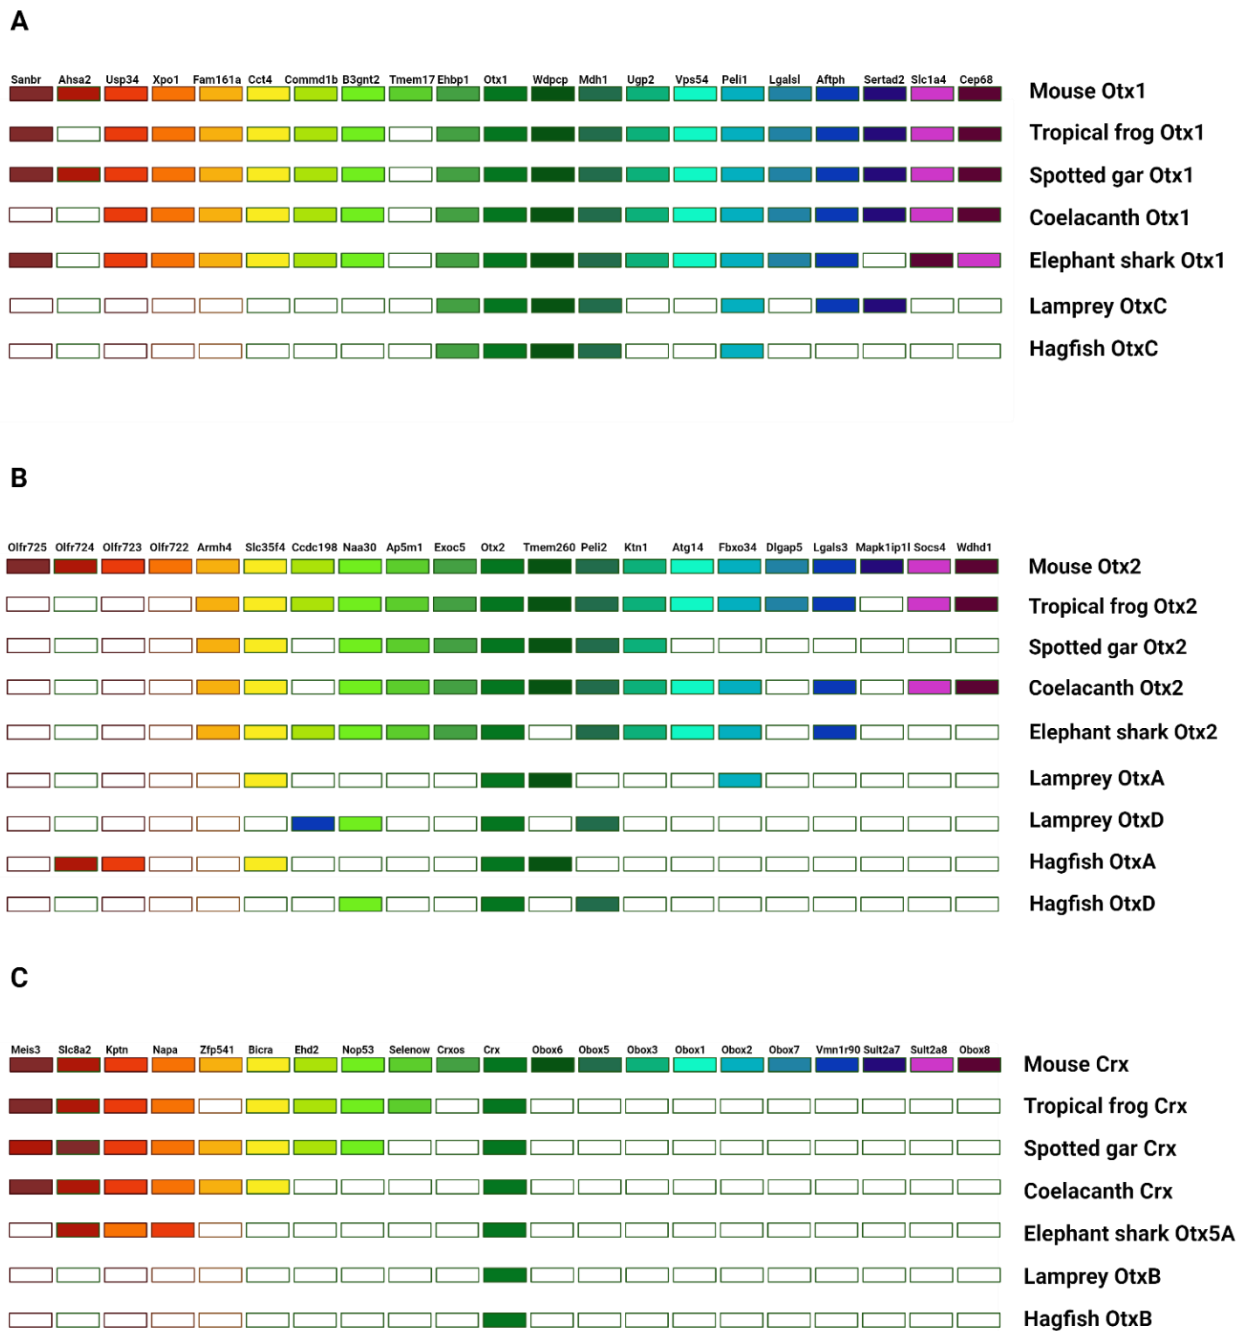 A
Sanbr Ahsa2 Usp34 Xpo1 Fam161a Cct4 Commd1b B3gnt2 Tmem17 Ehbp1 Otx1 Wdpcp Mdh1 Ugp2 Vps54 Peli1 Lgalsl Aftph Sertad2 Slc1a4 Cep68
Mouse Otx1
Tropical frog Otx1
Spotted gar Otx1
Coelacanth Otx1
Elephant shark Otx1
Lamprey OtxC
Hagfish OtxC
B
Olfr725 Olfr724 Olfr723 Olfr722 Armh4 Slc35f4 Ccdc198 Naa30 Ap5m1 Exoc5 Otx2 Tmem260 Peli2 Ktn1 Atg14 Fbxo34 Dlgap5 Lgals3 Mapk1ip1l Socs4 Wdhd1
Mouse Otx2
Tropical frog Otx2
Spotted gar Otx2
Coelacanth Otx2
Elephant shark Otx2
Lamprey OtxA
Lamprey OtxD
Hagfish OtxA
Hagfish OtxD
C
Meis3 Slc8a2 Kptn Napa Zfp541 Bicra Ehd2 Nop53 Selenow Crxos Crx Obox6 Obox5 Obox3 Obox1 Obox2 Obox7 Vmn1r90 Sult2a7 Sult2a8 Obox8
Mouse Crx
Tropical frog Crx
Spotted gar Crx
Coelacanth Crx
Elephant shark Otx5A
Lamprey OtxB
Hagfish OtxB